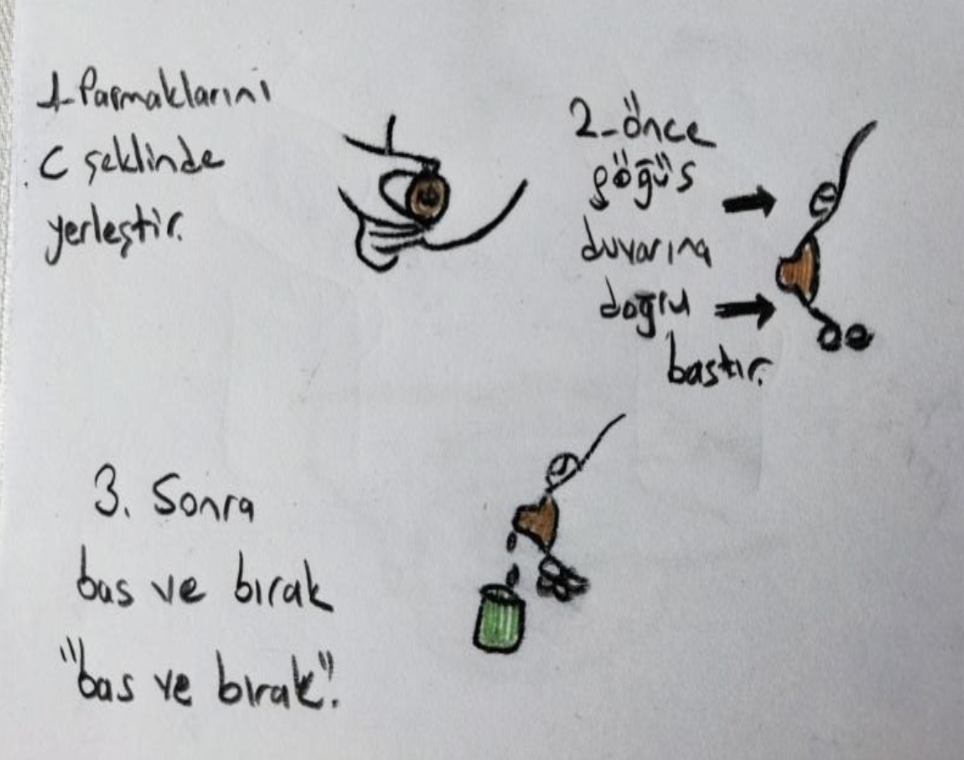 1-Parmaklarını
C şeklinde
yerleştir.
2-önce
göğüs
duvarına
doğru
bastır.
3. Sonra
bas ve bırak
"bas ve bırak".